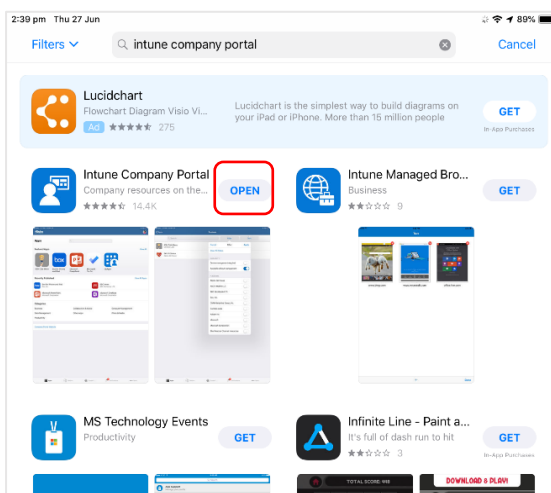 2:39 pm Thu 27 Jun
89%
Filters
intune company portal
Cancel
Lucidchart
Flowchart Diagram Visio Vi...
Ad 275
Lucidchart is the simplest way to build diagrams on
your iPad or iPhone. More than 15 million people
GET
In-App Purchases
Intune Company Portal
Company resources on the...
14.4K
OPEN
Intune Managed Bro...
Business
9
GET
box
MS Technology Events
Productivity
GET
Infinite Line - Paint a...
It's full of dash run to hit
3
GET
In-App Purchases
DOWNLOAD & PLAY!